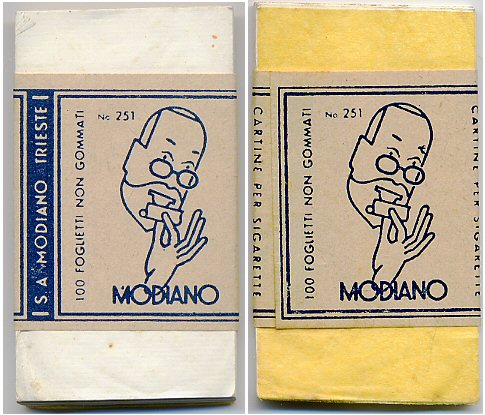 S.A. MODIANO TRIESTE
100 FOGLIETTI NON GOMMATI
No 251
MODIANO
CARTINE PER SIGARETTE
100 FOGLIETTI NON GOMMATI
No 251
MODIANO
CARTINE PER SIGARETTE